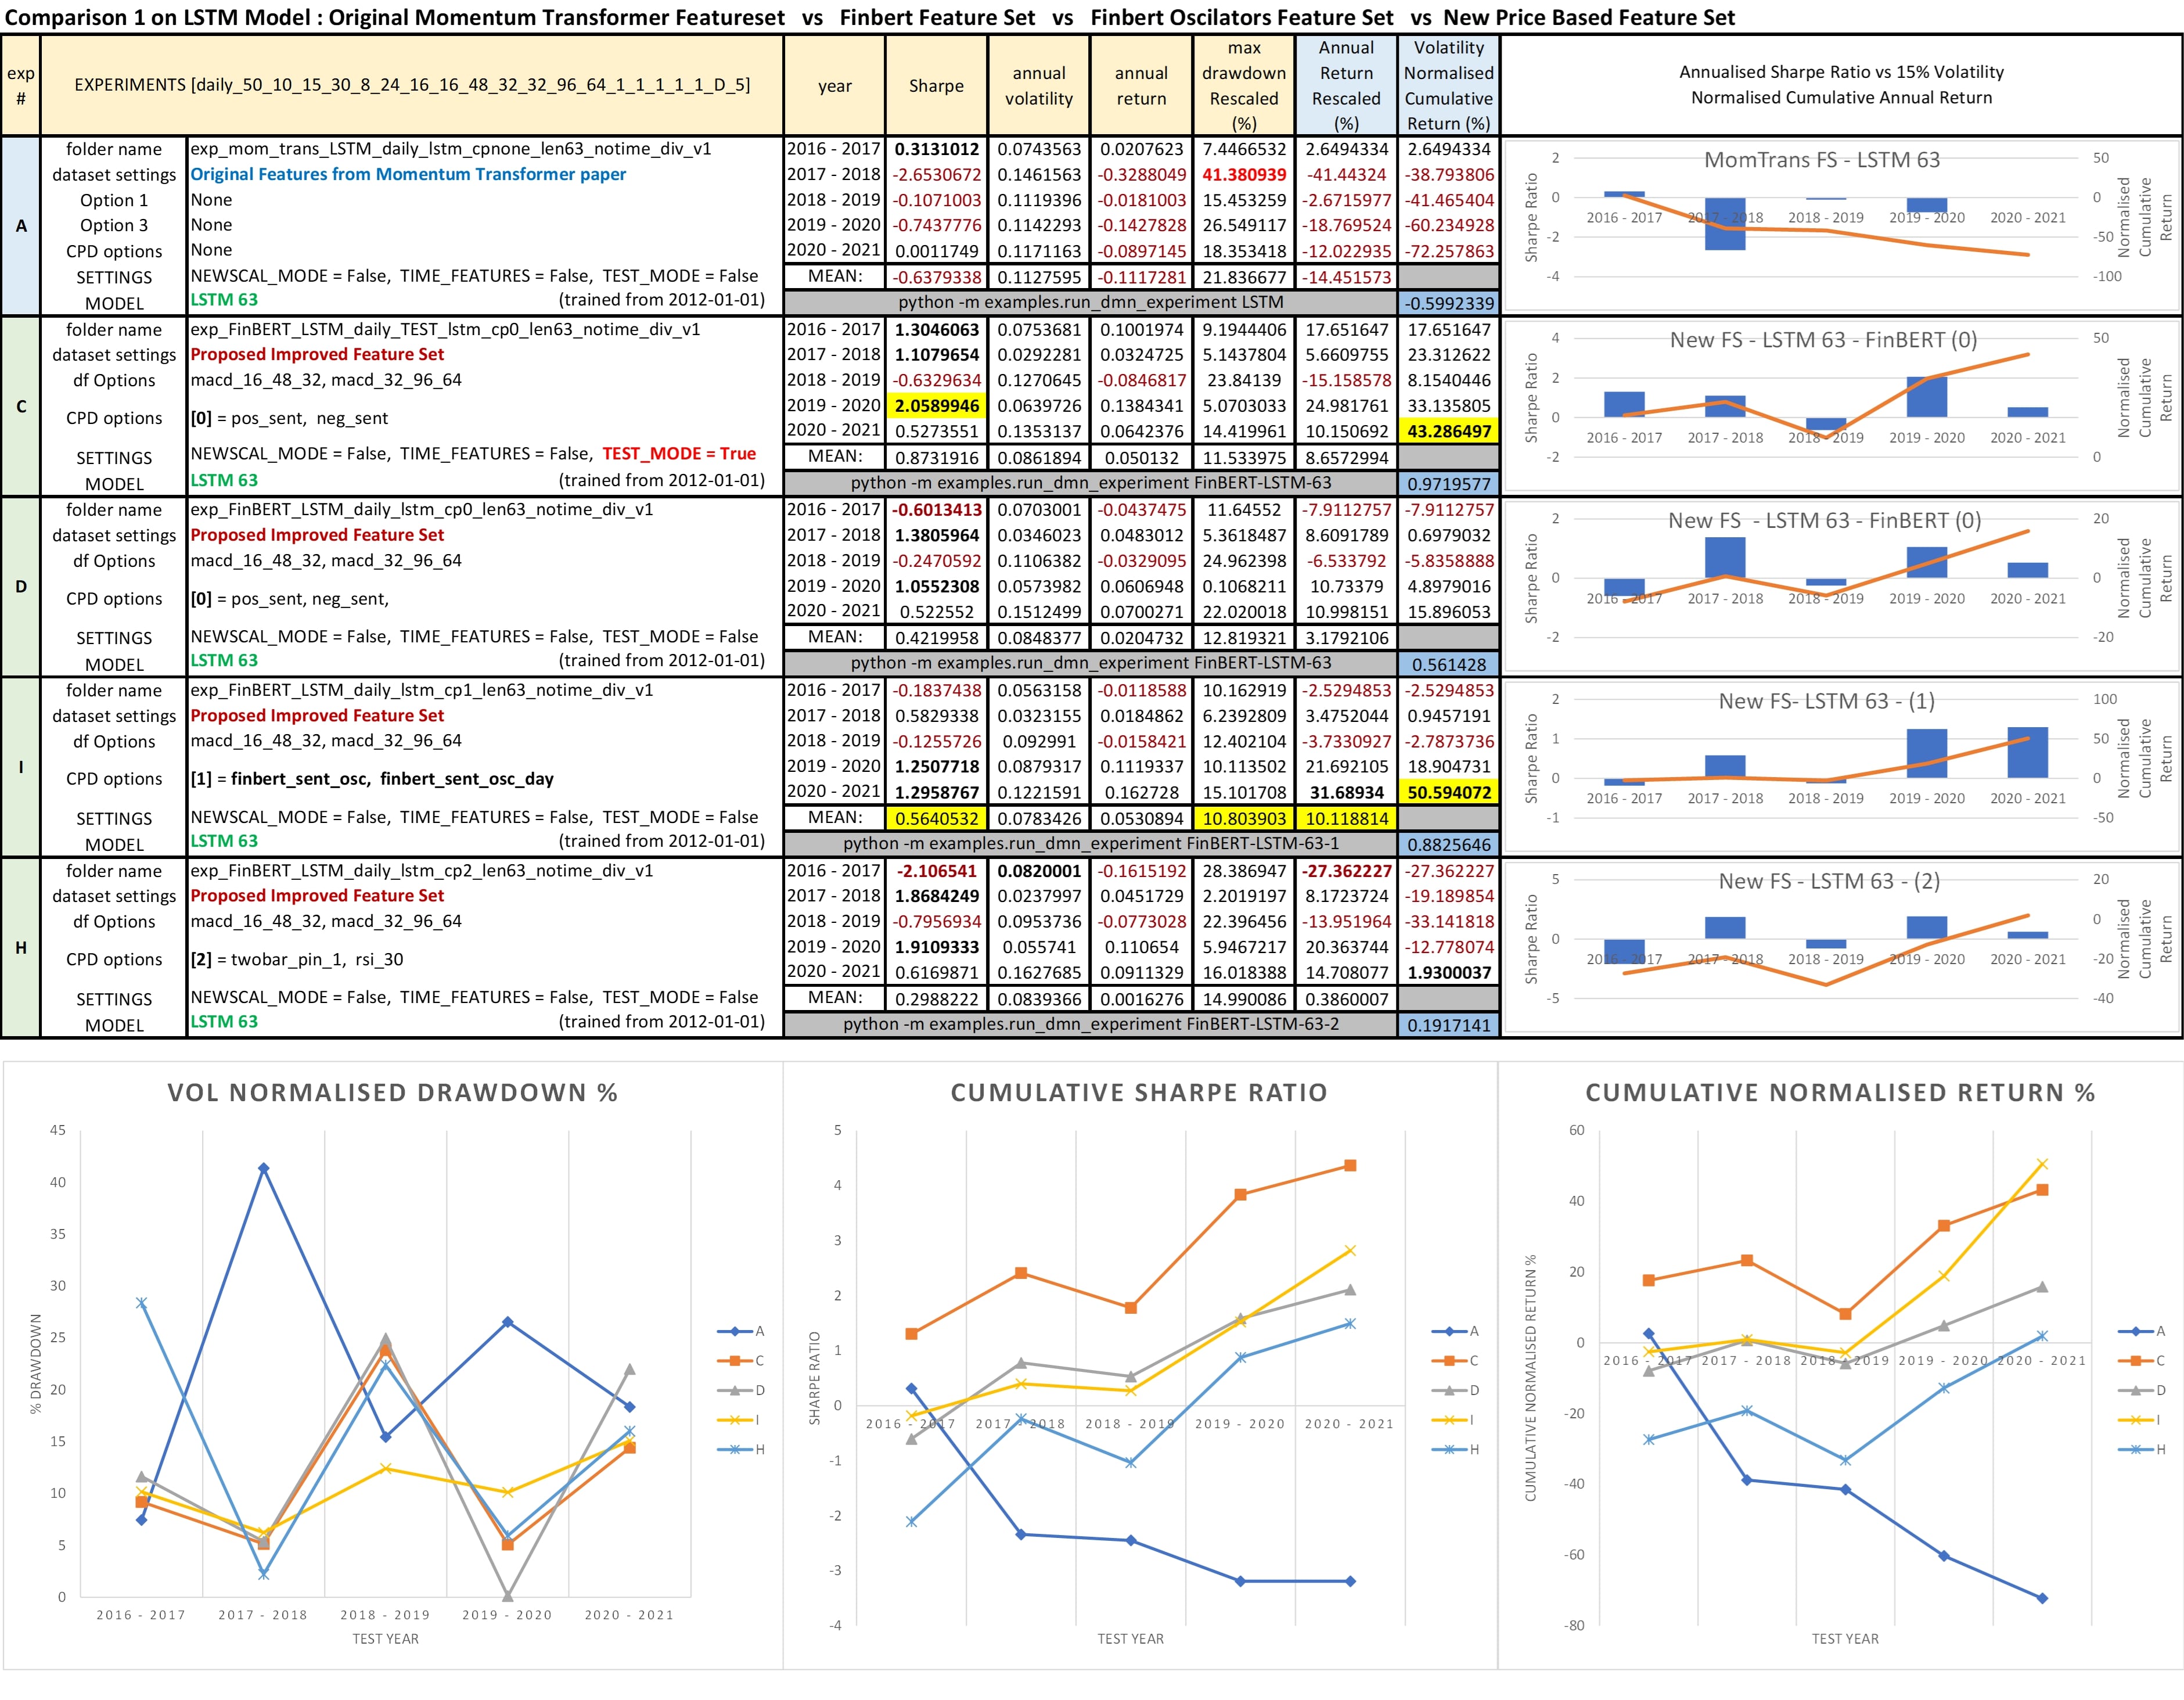 Comparison 1 on LSTM Model : Original Momentum Transformer Featureset vs Finbert Feature Set vs Finbert Oscilators Feature Set vs New Price Based Feature Set
exp # EXPERIMENTS [daily_50_10_15_30_8_24_16_16_48_32_32_96_64_1_1_1_1_1_D_5] year Sharpe annual volatility annual return max drawdown Rescaled (%) Annual Return Rescaled (%) Volatility Normalised Cumulative Return (%) Annualised Sharpe Ratio vs 15% Volatility Normalised Cumulative Annual Return
A
folder name exp_mom_trans_LSTM_daily_lstm_cpnone_len63_notime_div_v1 2016 - 2017 0.3131012 0.0743563 0.0207623 7.4466532 2.6494334 2.6494334
dataset settings Original Features from Momentum Transformer paper 2017 - 2018 -2.6530672 0.1461563 -0.3288049 41.380939 -41.44324 -38.793806
Option 1 None 2018 - 2019 -0.1071003 0.1119396 -0.0181003 15.453259 -2.6715977 -41.465404
Option 3 None 2019 - 2020 -0.7437776 0.1142293 -0.1427828 26.549117 -18.769524 -60.234928
CPD options None 2020 - 2021 0.0011749 0.1171163 -0.0897145 18.353418 -12.022935 -72.257863
SETTINGS NEWSCAL_MODE = False, TIME_FEATURES = False, TEST_MODE = False MEAN: -0.6379338 0.1127595 -0.1117281 21.836677 -14.451573
MODEL LSTM 63 (trained from 2012-01-01) python -m examples.run_dmn_experiment LSTM -0.5992339
MomTrans FS - LSTM 63
Sharpe Ratio
2 0 -2 -4
2016 - 2017 2017 - 2018 2018 - 2019 2019 - 2020 2020 - 2021
50 0 -50 -100
Normalised Cumulative Return
C
folder name exp_FinBERT_LSTM_daily_TEST_lstm_cp0_len63_notime_div_v1 2016 - 2017 1.3046063 0.0753681 0.1001974 9.1944406 17.651647 17.651647
dataset settings Proposed Improved Feature Set 2017 - 2018 1.1079654 0.0292281 0.0324725 5.1437804 5.6609755 23.312622
df Options macd_16_48_32, macd_32_96_64 2018 - 2019 -0.6329634 0.1270645 -0.0846817 23.84139 -15.158578 8.1540446
CPD options [0] = pos_sent, neg_sent 2019 - 2020 2.0589946 0.0639726 0.1384341 5.0703033 24.981761 33.135805
2020 - 2021 0.5273551 0.1353137 0.0642376 14.419961 10.150692 43.286497
SETTINGS NEWSCAL_MODE = False, TIME_FEATURES = False, TEST_MODE = True MEAN: 0.8731916 0.0861894 0.050132 11.533975 8.6572994
MODEL LSTM 63 (trained from 2012-01-01) python -m examples.run_dmn_experiment FinBERT-LSTM-63 0.9719577
New FS - LSTM 63 - FinBERT (0)
Sharpe Ratio
4 2 0 -2
2016 - 2017 2017 - 2018 2018 - 2019 2019 - 2020 2020 - 2021
50 0
Normalised Cumulative Return
D
folder name exp_FinBERT_LSTM_daily_lstm_cp0_len63_notime_div_v1 2016 - 2017 -0.6013413 0.0703001 -0.0437475 11.64552 -7.9112757 -7.9112757
dataset settings Proposed Improved Feature Set 2017 - 2018 1.3805964 0.0346023 0.0483012 5.3618487 8.6091789 0.6979032
df Options macd_16_48_32, macd_32_96_64 2018 - 2019 -0.2470592 0.1106382 -0.0329095 24.962398 -6.533792 -5.8358888
CPD options [0] = pos_sent, neg_sent, 2019 - 2020 1.0552308 0.0573982 0.0606948 0.1068211 10.73379 4.8979016
2020 - 2021 0.522552 0.1512499 0.0700271 22.020018 10.998151 15.896053
SETTINGS NEWSCAL_MODE = False, TIME_FEATURES = False, TEST_MODE = False MEAN: 0.4219958 0.0848377 0.0204732 12.819321 3.1792106
MODEL LSTM 63 (trained from 2012-01-01) python -m examples.run_dmn_experiment FinBERT-LSTM-63 0.561428
New FS - LSTM 63 - FinBERT (0)
Sharpe Ratio
2 0 -2
2016 - 2017 2017 - 2018 2018 - 2019 2019 - 2020 2020 - 2021
20 0 -20
Normalised Cumulative Return
I
folder name exp_FinBERT_LSTM_daily_lstm_cp1_len63_notime_div_v1 2016 - 2017 -0.1837438 0.0563158 -0.0118588 10.162919 -2.5294853 -2.5294853
dataset settings Proposed Improved Feature Set 2017 - 2018 0.5829338 0.0323155 0.0184862 6.2392809 3.4752044 0.9457191
df Options macd_16_48_32, macd_32_96_64 2018 - 2019 -0.1255726 0.092991 -0.0158421 12.402104 -3.7330927 -2.7873736
CPD options [1] = finbert_sent_osc, finbert_sent_osc_day 2019 - 2020 1.2507718 0.0879317 0.1119337 10.113502 21.692105 18.904731
2020 - 2021 1.2958767 0.1221591 0.162728 15.101708 31.68934 50.594072
SETTINGS NEWSCAL_MODE = False, TIME_FEATURES = False, TEST_MODE = False MEAN: 0.5640532 0.0783426 0.0530894 10.803903 10.118814
MODEL LSTM 63 (trained from 2012-01-01) python -m examples.run_dmn_experiment FinBERT-LSTM-63-1 0.8825646
New FS- LSTM 63 - (1)
Sharpe Ratio
2 1 0 -1
2016 - 2017 2017 - 2018 2018 - 2019 2019 - 2020 2020 - 2021
100 50 0 -50
Normalised Cumulative Return
H
folder name exp_FinBERT_LSTM_daily_lstm_cp2_len63_notime_div_v1 2016 - 2017 -2.106541 0.0820001 -0.1615192 28.386947 -27.362227 -27.362227
dataset settings Proposed Improved Feature Set 2017 - 2018 1.8684249 0.0237997 0.0451729 2.2019197 8.1723724 -19.189854
df Options macd_16_48_32, macd_32_96_64 2018 - 2019 -0.7956934 0.0953736 -0.0773028 22.396456 -13.951964 -33.141818
CPD options [2] = twobar_pin_1, rsi_30 2019 - 2020 1.9109333 0.055741 0.110654 5.9467217 20.363744 -12.778074
2020 - 2021 0.6169871 0.1627685 0.0911329 16.018388 14.708077 1.9300037
SETTINGS NEWSCAL_MODE = False, TIME_FEATURES = False, TEST_MODE = False MEAN: 0.2988222 0.0839366 0.0016276 14.990086 0.3860007
MODEL LSTM 63 (trained from 2012-01-01) python -m examples.run_dmn_experiment FinBERT-LSTM-63-2 0.1917141
New FS - LSTM 63 - (2)
Sharpe Ratio
5 0 -5
2016 - 2017 2017 - 2018 2018 - 2019 2019 - 2020 2020 - 2021
20 0 -20 -40
Normalised Cumulative Return
VOL NORMALISED DRAWDOWN %
% DRAWDOWN
45
40
35
30
25
20
15
10
5
0
2016 - 2017 2017 - 2018 2018 - 2019 2019 - 2020 2020 - 2021
TEST YEAR
A
C
D
I
H
CUMULATIVE SHARPE RATIO
SHARPE RATIO
5
4
3
2
1
0
-1
-2
-3
-4
2016 - 2017 2017 - 2018 2018 - 2019 2019 - 2020 2020 - 2021
TEST YEAR
A
C
D
I
H
CUMULATIVE NORMALISED RETURN %
CUMULATIVE NORMALISED RETURN %
60
40
20
0
-20
-40
-60
-80
2016 - 2017 2017 - 2018 2018 - 2019 2019 - 2020 2020 - 2021
TEST YEAR
A
C
D
I
H